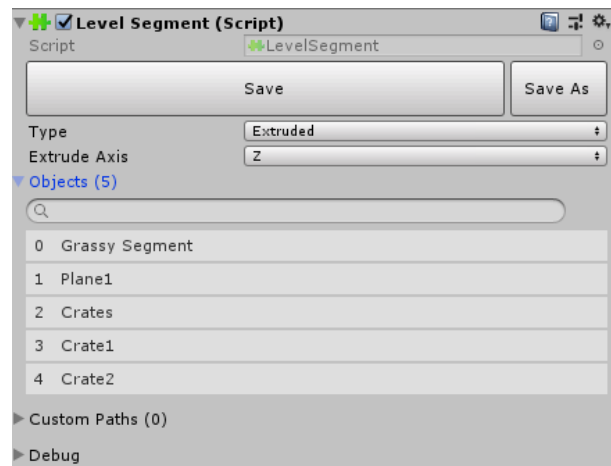 Level Segment (Script)
Script LevelSegment
Save Save As
Type Extruded
Extrude Axis Z
Objects (5)
0 Grassy Segment
1 Plane1
2 Crates
3 Crate1
4 Crate2
Custom Paths (0)
Debug